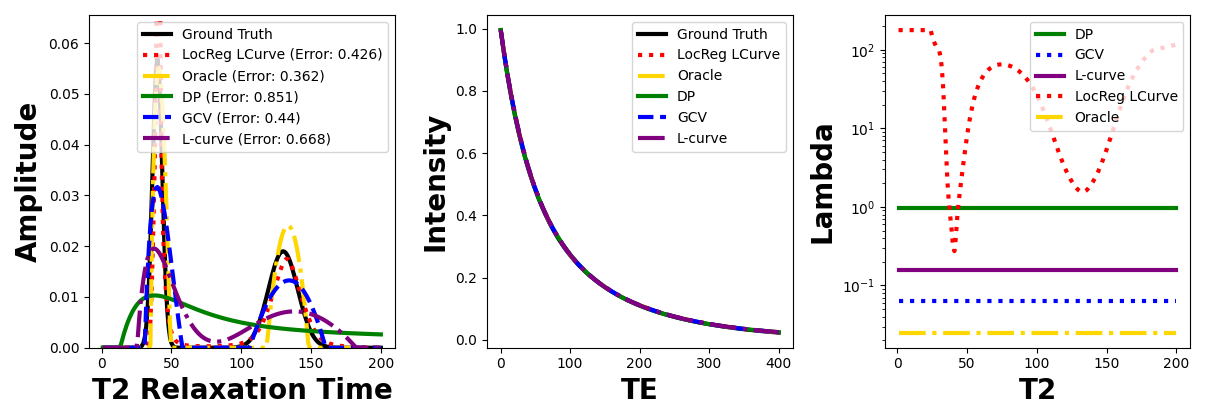 Amplitude
0.06
0.05
0.04
0.03
0.02
0.01
0.00
Ground Truth
LocReg LCurve (Error: 0.426)
Oracle (Error: 0.362)
DP (Error: 0.851)
GCV (Error: 0.44)
L-curve (Error: 0.668)
0 50 100 150 200
T2 Relaxation Time
Intensity
1.0
0.8
0.6
0.4
0.2
0.0
Ground Truth
LocReg LCurve
Oracle
DP
GCV
L-curve
0 100 200 300 400
TE
Lambda
10²
10¹
10⁰
10⁻¹
DP
GCV
L-curve
LocReg LCurve
Oracle
0 50 100 150 200
T2